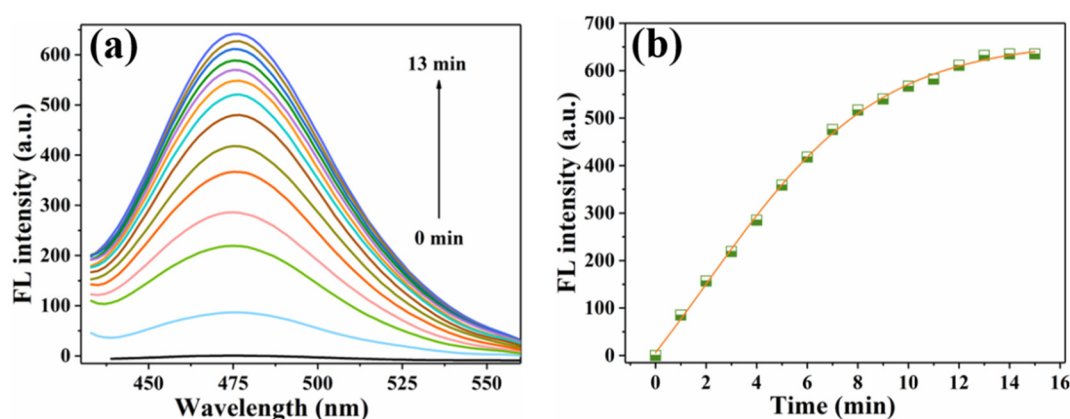 (a)
FL intensity (a.u.)
600
500
400
300
200
100
0
13 min
0 min
450 475 500 525 550
Wavelength (nm)
(b)
FL intensity (a.u.)
700
600
500
400
300
200
100
0
0 2 4 6 8 10 12 14 16
Time (min)